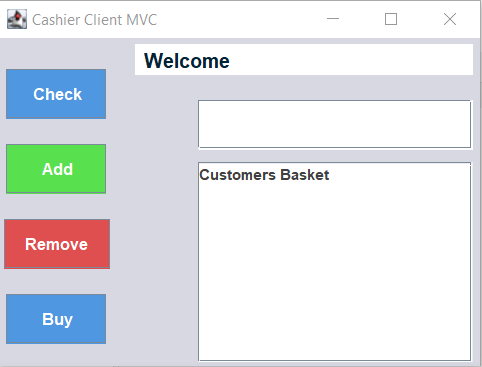 Cashier Client MVC
Welcome
Check
Add
Customers Basket
Remove
Buy